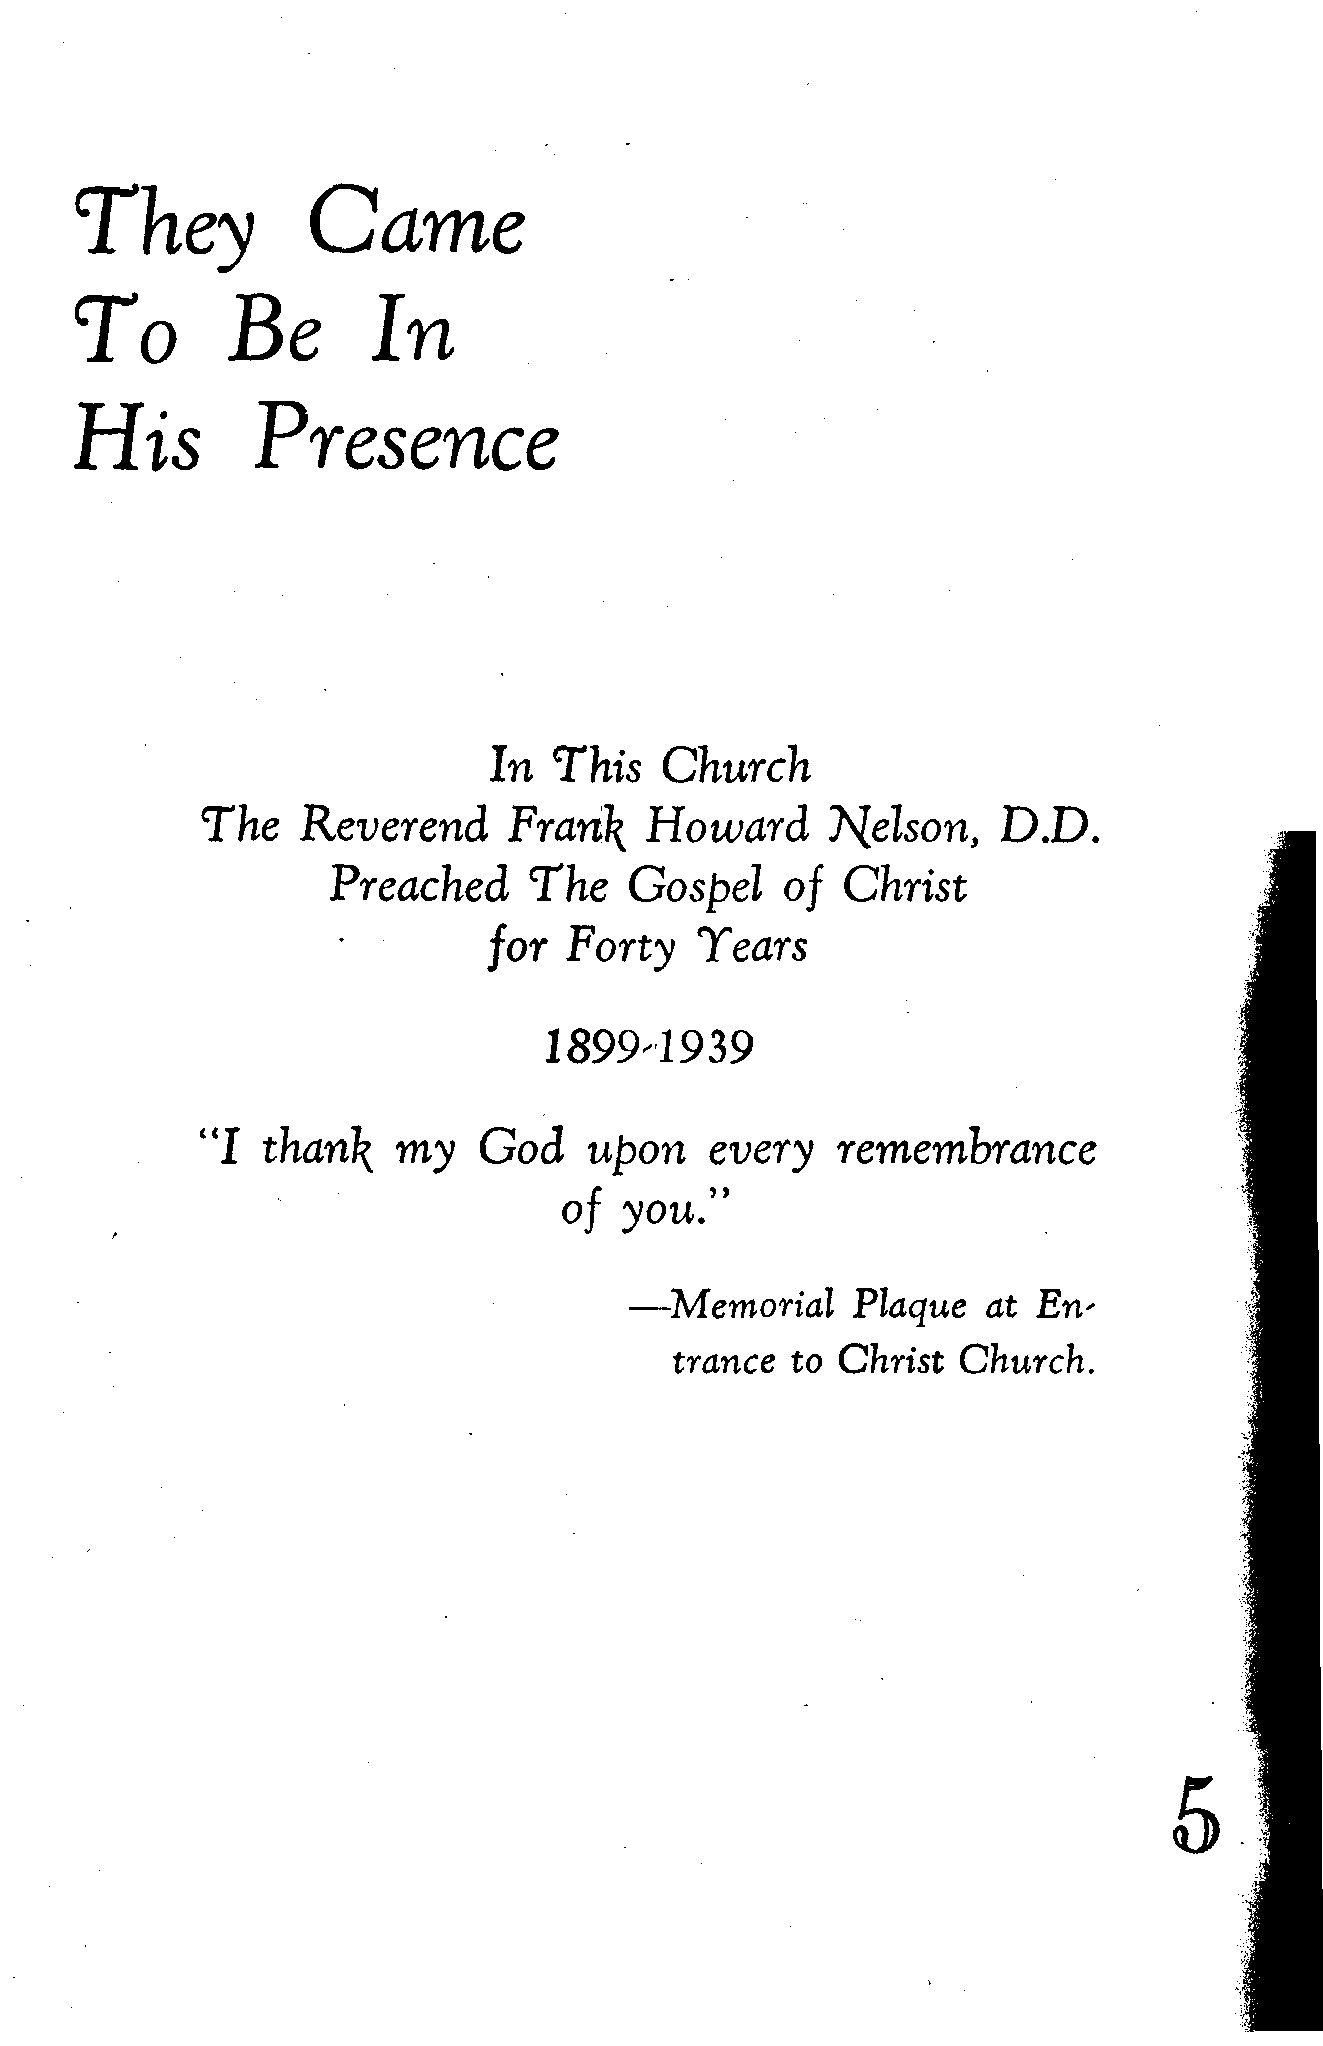 They Came
To Be In
His Presence
In This Church
The Reverend Frank Howard Nelson, D.D.
Preached The Gospel of Christ
for Forty Years
1899-1939
"I thank my God upon every remembrance
of you."
—Memorial Plaque at En-
trance to Christ Church.
5